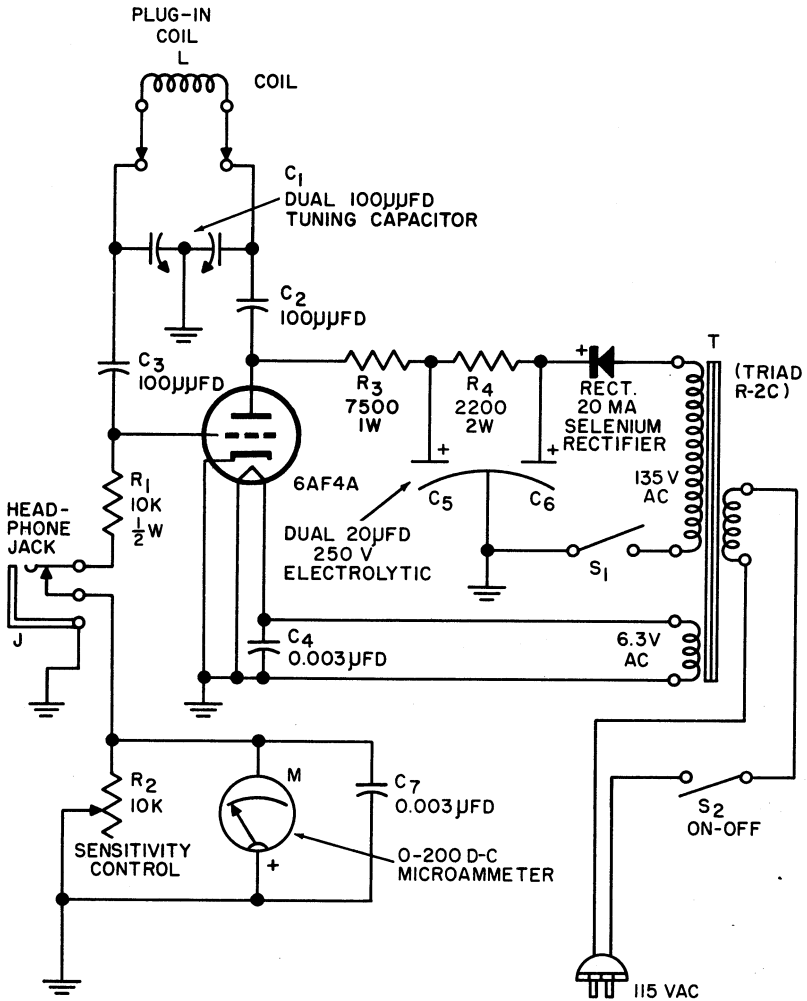 PLUG-IN
COIL
L
COIL
C1
DUAL 100µµFD
TUNING CAPACITOR
C2
100µµFD
C3
100µµFD
R3
7500
1W
R4
2200
2W
+
RECT.
20 MA
SELENIUM
RECTIFIER
T
(TRIAD
R-2C)
135V
AC
6AF4A
R1
10K
1/2 W
HEAD-
PHONE
JACK
J
+
+
C5
C6
DUAL 20µFD
250 V
ELECTROLYTIC
S1
C4
0.003µFD
6.3V
AC
R2
10K
SENSITIVITY
CONTROL
M
+
C7
0.003µFD
0-200 D-C
MICROAMMETER
S2
ON-OFF
115 VAC